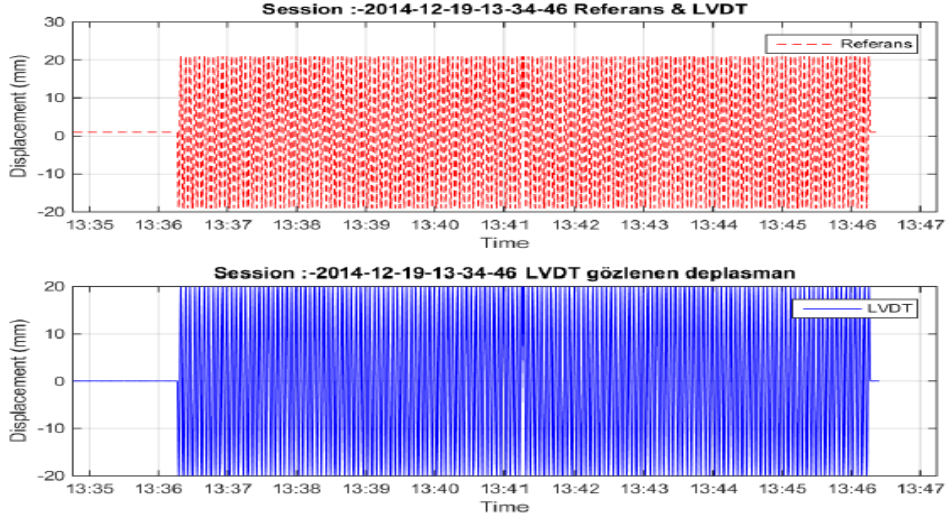 Session :-2014-12-19-13-34-46 Referans & LVDT
Displacement (mm)
30
20
10
0
-10
-20
Referans
13:35 13:36 13:37 13:38 13:39 13:40 13:41 13:42 13:43 13:44 13:45 13:46 13:47
Time
Session :-2014-12-19-13-34-46 LVDT gözlenen deplasman
Displacement (mm)
20
10
0
-10
-20
LVDT
13:35 13:36 13:37 13:38 13:39 13:40 13:41 13:42 13:43 13:44 13:45 13:46 13:47
Time